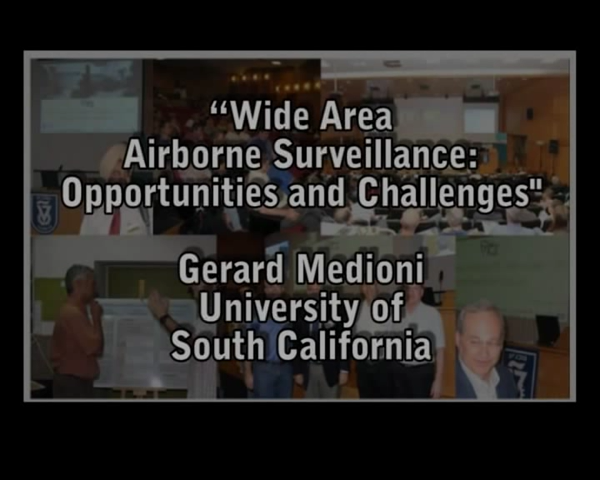 “Wide Area
Airborne Surveillance:
Opportunities and Challenges"
Gerard Medioni
University of
South California